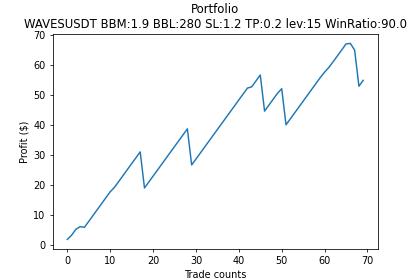 Portfolio
WAVESUSDT BBM:1.9 BBL:280 SL:1.2 TP:0.2 lev:15 WinRatio:90.0
70
60
50
40
30
20
10
0
Profit ($)
0 10 20 30 40 50 60 70
Trade counts